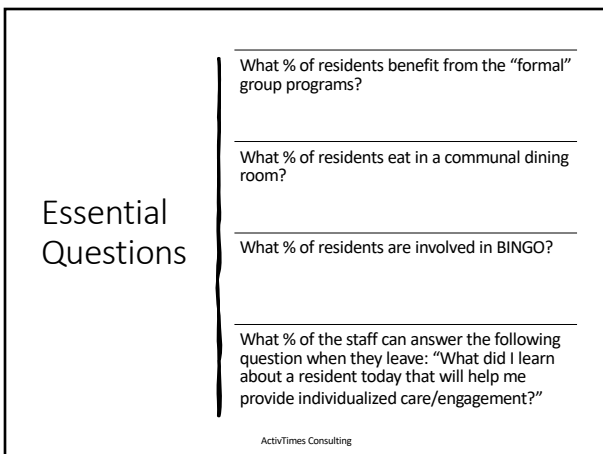 Essential
Questions
What % of residents benefit from the “formal”
group programs?
What % of residents eat in a communal dining
room?
What % of residents are involved in BINGO?
What % of the staff can answer the following
question when they leave: “What did I learn
about a resident today that will help me
provide individualized care/engagement?”
ActivTimes Consulting